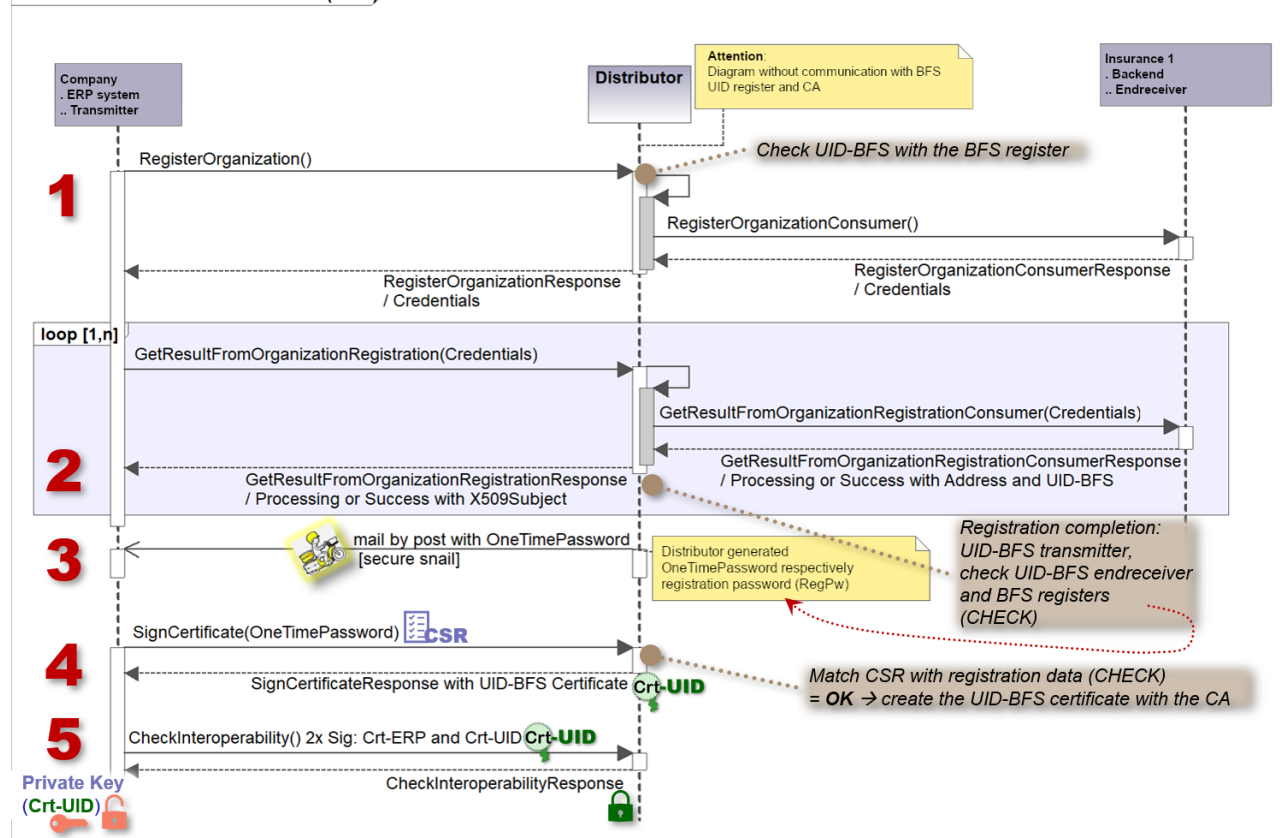 Company
. ERP system
.. Transmitter
Distributor
Attention:
Diagram without communication with BFS
UID register and CA
Insurance 1
. Backend
.. Endreceiver
Check UID-BFS with the BFS register
1
RegisterOrganization()
RegisterOrganizationConsumer()
RegisterOrganizationConsumerResponse
/ Credentials
RegisterOrganizationResponse
/ Credentials
loop [1,n]
GetResultFromOrganizationRegistration(Credentials)
GetResultFromOrganizationRegistrationConsumer(Credentials)
2
GetResultFromOrganizationRegistrationConsumerResponse
/ Processing or Success with Address and UID-BFS
GetResultFromOrganizationRegistrationResponse
/ Processing or Success with X509Subject
3
mail by post with OneTimePassword
[secure snail]
Distributor generated
OneTimePassword respectively
registration password (RegPw)
Registration completion:
UID-BFS transmitter,
check UID-BFS endreceiver
and BFS registers
(CHECK)
4
SignCertificate(OneTimePassword)
CSR
SignCertificateResponse with UID-BFS Certificate
Crt-UID
Match CSR with registration data (CHECK)
= OK → create the UID-BFS certificate with the CA
5
CheckInteroperability() 2x Sig: Crt-ERP and Crt-UID
Crt-UID
CheckInteroperabilityResponse
Private Key
(Crt-UID)